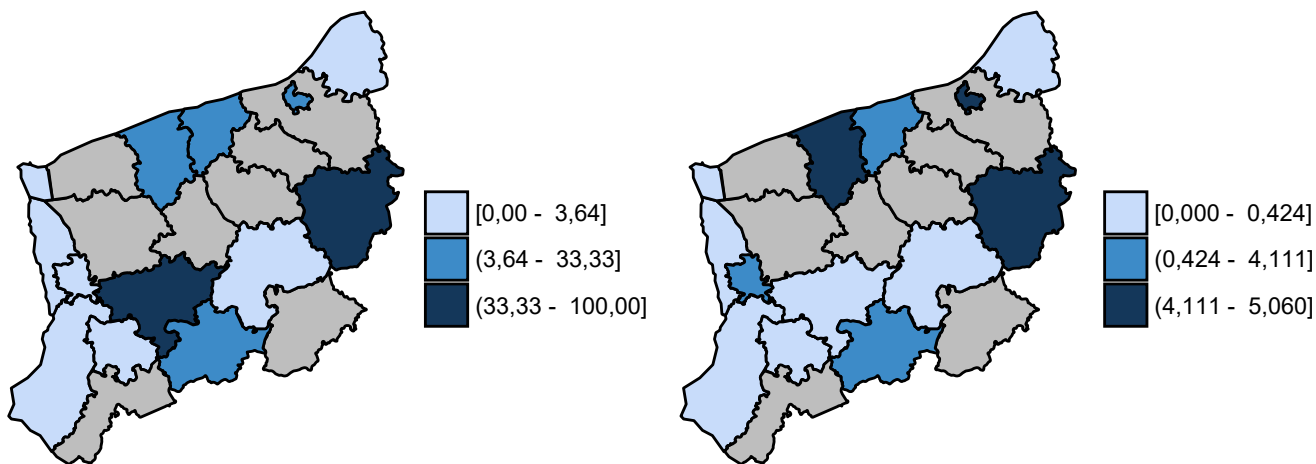 [0,00 - 3,64]
(3,64 - 33,33]
(33,33 - 100,00]
[0,000 - 0,424]
(0,424 - 4,111]
(4,111 - 5,060]